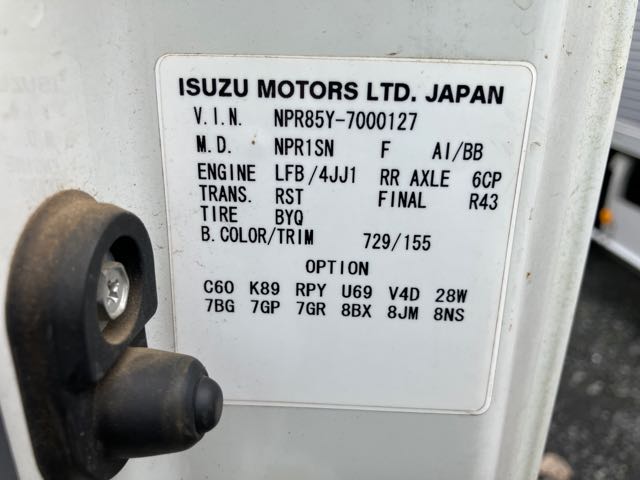 ISUZU MOTORS LTD. JAPAN
V.I.N. NPR85Y-7000127
M.D. NPR1SN F AI/BB
ENGINE LFB/4JJ1 RR AXLE 6CP
TRANS. RST FINAL R43
TIRE BYQ
B.COLOR/TRIM 729/155
OPTION
C60 K89 RPY U69 V4D 28W
7BG 7GP 7GR 8BX 8JM 8NS